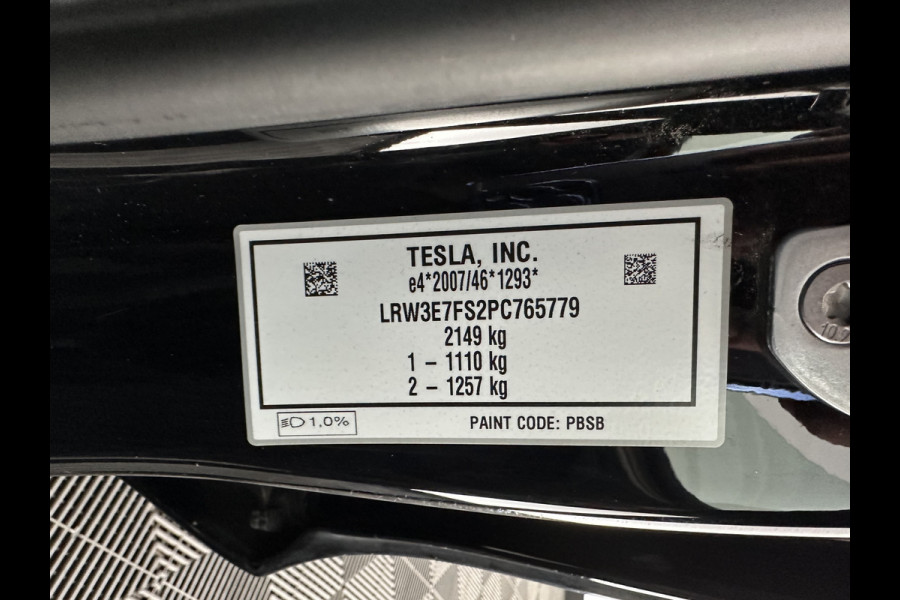 TESLA, INC.
e4*2007/46*1293*
LRW3E7FS2PC765779
2149 kg
1 – 1110 kg
2 – 1257 kg
1,0%
PAINT CODE: PBSB